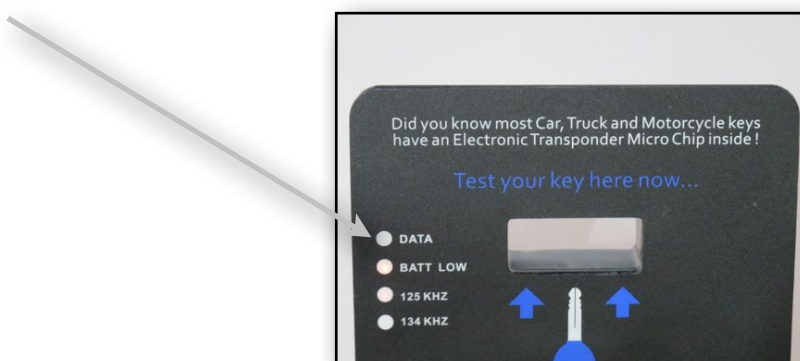 Did you know most Car, Truck and Motorcycle keys
have an Electronic Transponder Micro Chip inside !
Test your key here now...
DATA
BATT LOW
125 KHZ
134 KHZ